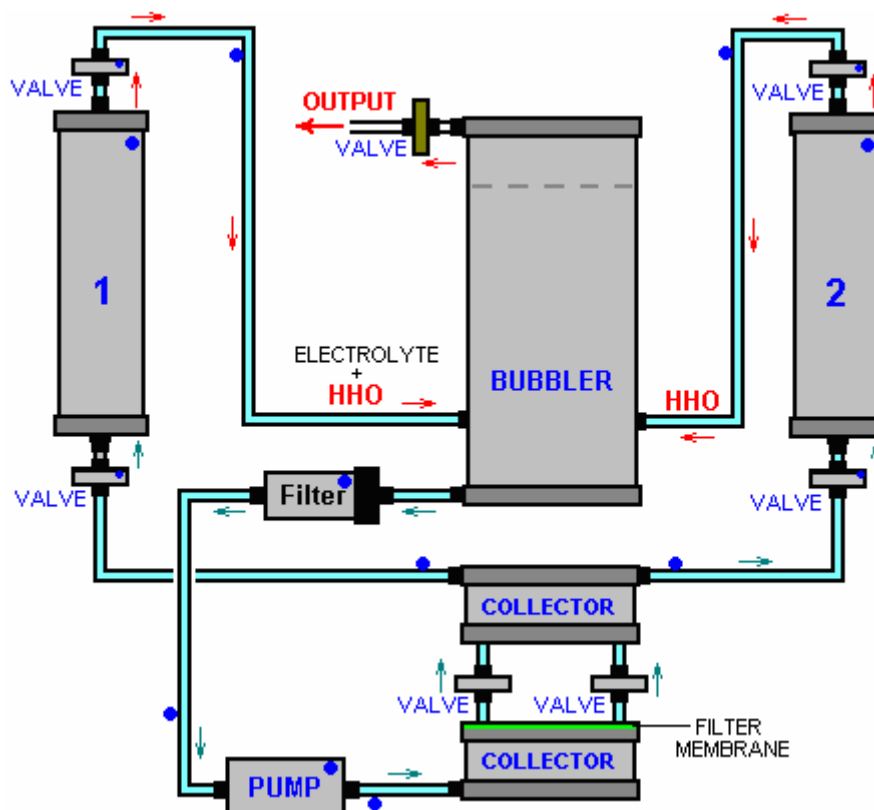 VALVE
VALVE
OUTPUT
VALVE
1
2
ELECTROLYTE
+
HHO
BUBBLER
HHO
VALVE
Filter
VALVE
COLLECTOR
VALVE
VALVE
FILTER
MEMBRANE
COLLECTOR
PUMP